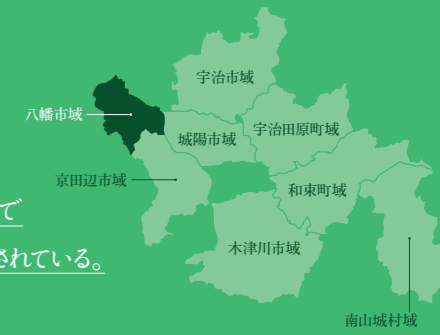 宇治市域
八幡市域
城陽市域
宇治田原町域
京田辺市域
和束町域
で
されている。
木津川市域
南山城村域